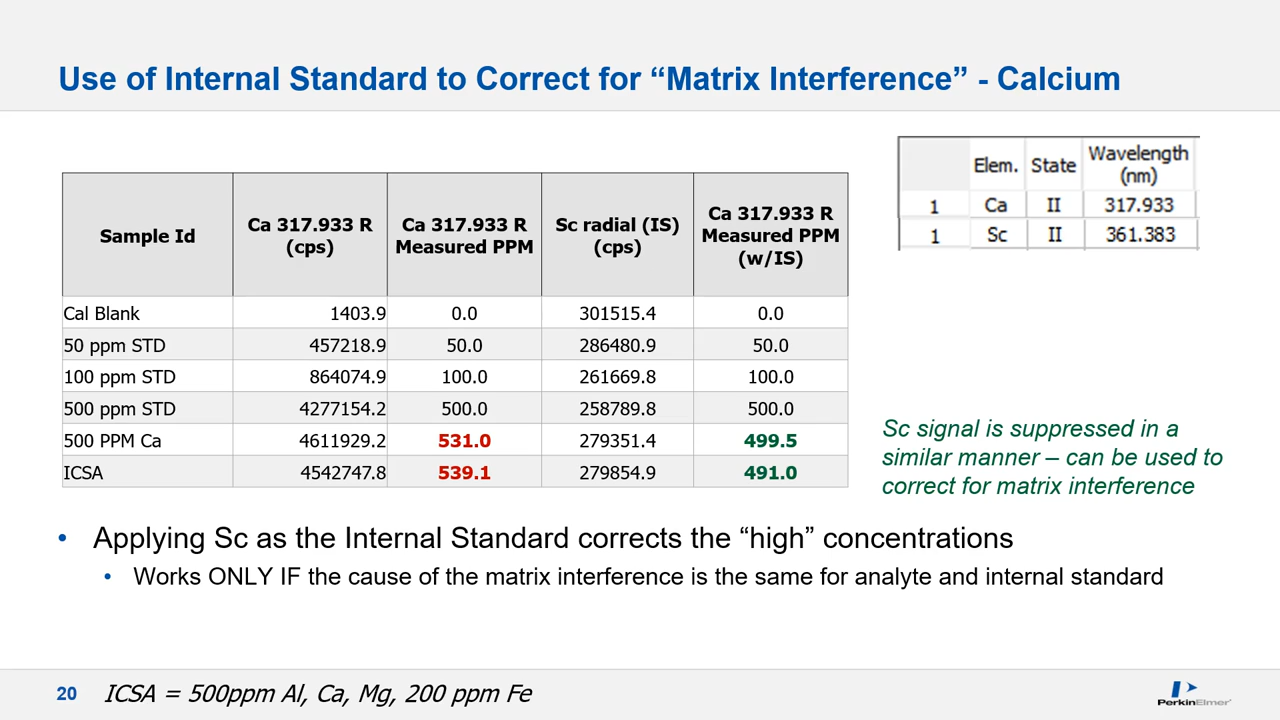 Use of Internal Standard to Correct for “Matrix Interference” - Calcium
Elem. State Wavelength (nm)
1 Ca II 317.933
1 Sc II 361.383
Sample Id Ca 317.933 R (cps) Ca 317.933 R Measured PPM Sc radial (IS) (cps) Ca 317.933 R Measured PPM (w/IS)
Cal Blank 1403.9 0.0 301515.4 0.0
50 ppm STD 457218.9 50.0 286480.9 50.0
100 ppm STD 864074.9 100.0 261669.8 100.0
500 ppm STD 4277154.2 500.0 258789.8 500.0
500 PPM Ca 4611929.2 531.0 279351.4 499.5
ICSA 4542747.8 539.1 279854.9 491.0
Sc signal is suppressed in a
similar manner – can be used to
correct for matrix interference
• Applying Sc as the Internal Standard corrects the “high” concentrations
• Works ONLY IF the cause of the matrix interference is the same for analyte and internal standard
20 ICSA = 500ppm Al, Ca, Mg, 200 ppm Fe
PerkinElmer